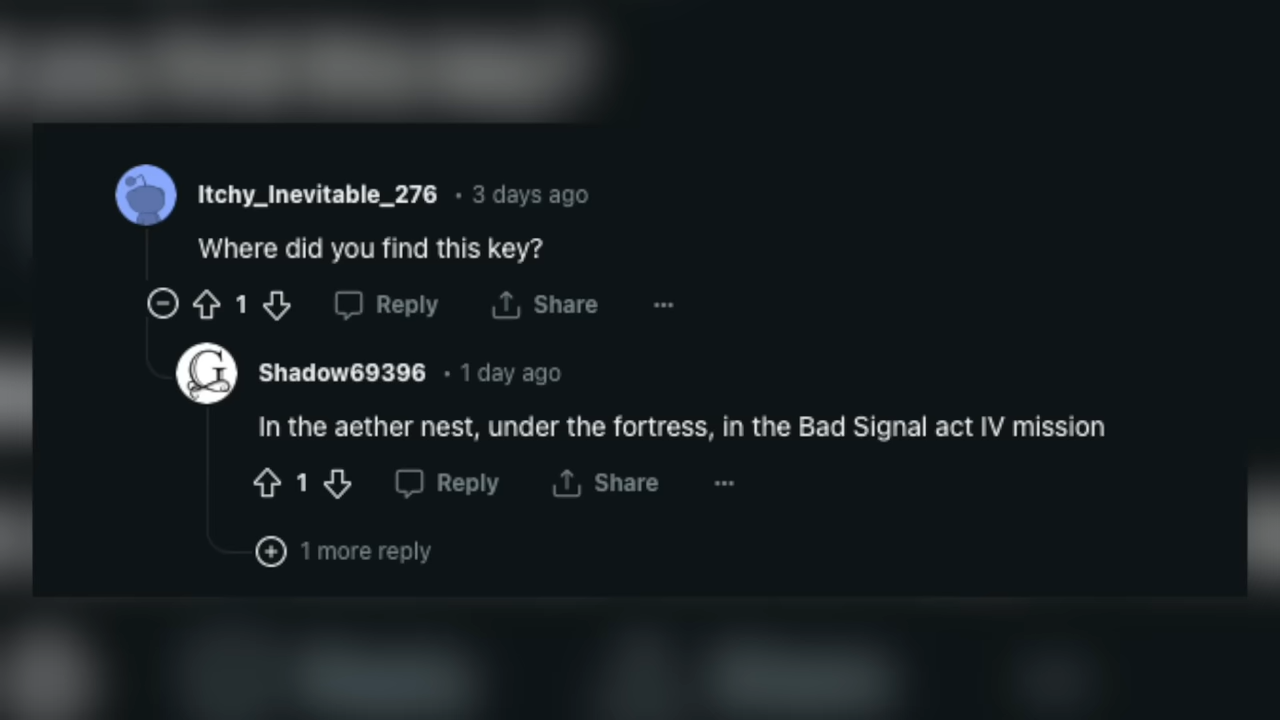 Itchy_Inevitable_276 • 3 days ago
Where did you find this key?
1 Reply Share ...
G
Shadow69396 • 1 day ago
In the aether nest, under the fortress, in the Bad Signal act IV mission
1 Reply Share ...
1 more reply